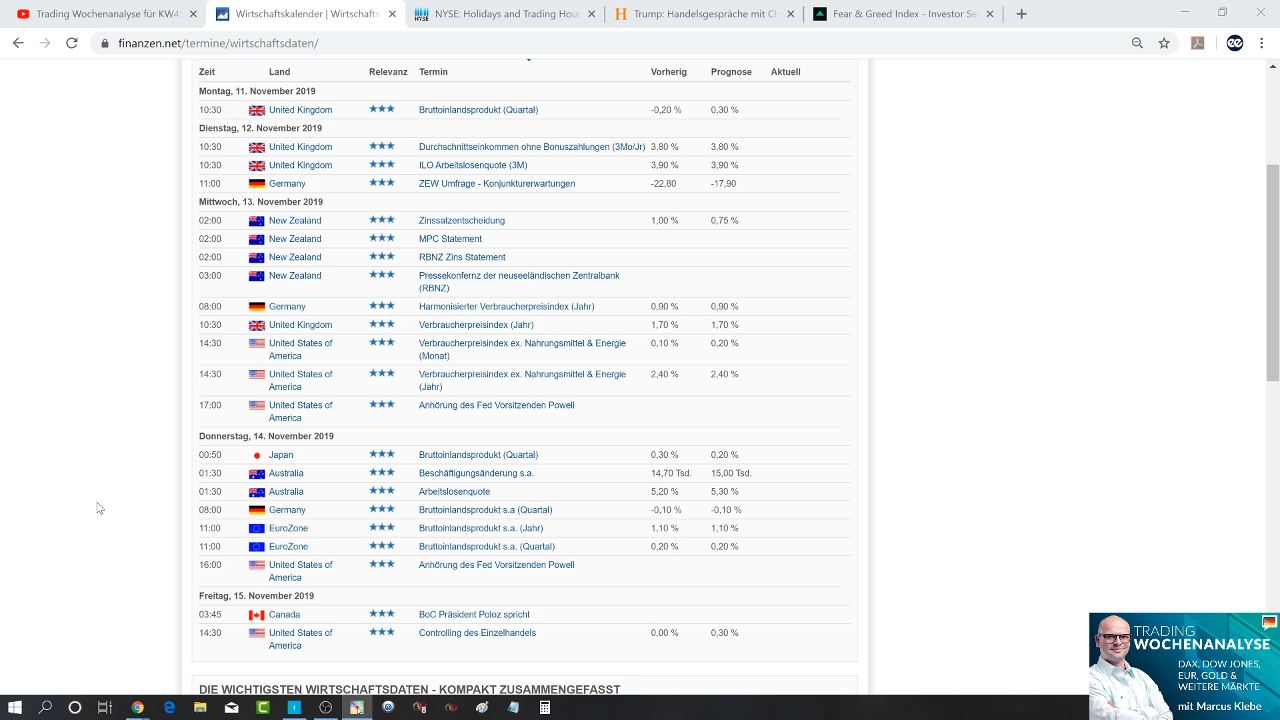 Trading Wochenanalyse für KW4
Wirtschaftskalender | Wirtschafts
NYSE: Holidays and Trading Hour
Trump: Handelsgespräche mit Ch
Fear & Greed Index - Investor Se
finanzen.net/termine/wirtschaftsdaten/
Zeit Land Relevanz Termin Vorherig Prognose Aktuell
Montag, 11. November 2019
10:30 United Kingdom ★★★ Bruttoinlandsprodukt (Quartal) -0,20 % 0,30 %
Dienstag, 12. November 2019
10:30 United Kingdom ★★★ Durchschnittseinkommen ohne Bonuszahlungen (3Mo/Jr) 3,80 % 3,80 %
10:30 United Kingdom ★★★ ILO Arbeitslosenquote (3M) 3,90 % 3,90 %
11:00 Germany ★★★ ZEW Umfrage - Konjunkturerwartungen -22,80 -17,90
Mittwoch, 13. November 2019
02:00 New Zealand ★★★ Zinssatzentscheidung 1,00 % 0,75 %
02:00 New Zealand ★★★ MPC Statement
02:00 New Zealand ★★★ RBNZ Zins Statement
03:00 New Zealand ★★★ Pressekonfernz der neuseeländischen Zentralbank
(RBNZ)
08:00 Germany ★★★ Harmonisierter Verbraucherpreisindex (Jahr) 0,90 % 0,90 %
10:30 United Kingdom ★★★ Verbraucherpreisindex (Jahr) 1,70 % 1,70 %
14:30 United States of ★★★ Verbraucherpreisindex ex. Nahrungsmittel & Energie 0,10 % 0,20 %
America (Monat)
14:30 United States of ★★★ Verbraucherpreisindex ex. Nahrungsmittel & Energie 2,40 % 2,40 %
America (Jahr)
17:00 United States of ★★★ Anhörung des Fed Vorsitzenden Powell
America
Donnerstag, 14. November 2019
00:50 Japan ★★★ Bruttoinlandsprodukt (Quartal) 0,30 % 0,20 %
01:30 Australia ★★★ Beschäftigungsänderung s.a. 14,70 Tsd. 15,00 Tsd.
01:30 Australia ★★★ Arbeitslosenquote 5,20 % 5,30 %
08:00 Germany ★★★ Bruttoinlandsprodukt s.a (Quartal) -0,10 % -0,10 %
11:00 EuroZone ★★★ Bruttoinlandsprodukt s.a. (Jahr) 1,10 % 1,10 %
11:00 EuroZone ★★★ Bruttoinlandsprodukt s.a. (Quartal) 0,20 % 0,20 %
16:00 United States of ★★★ Anhörung des Fed Vorsitzenden Powell
America
Freitag, 15. November 2019
03:45 Canada ★★★ BoC Präsident Poloz spricht
14:30 United States of ★★★ Controlling des Einzelhandels 0.00 % 0,30 %
America
DIE WICHTIGSTEN WIRTSCHAFTSDATEN - KOMPAKT ZUSAMMENGEFASST
TRADING
WOCHENANALYSE
DAX, DOW JONES,
EUR, GOLD &
WEITERE MÄRKTE
mit Marcus Klebe